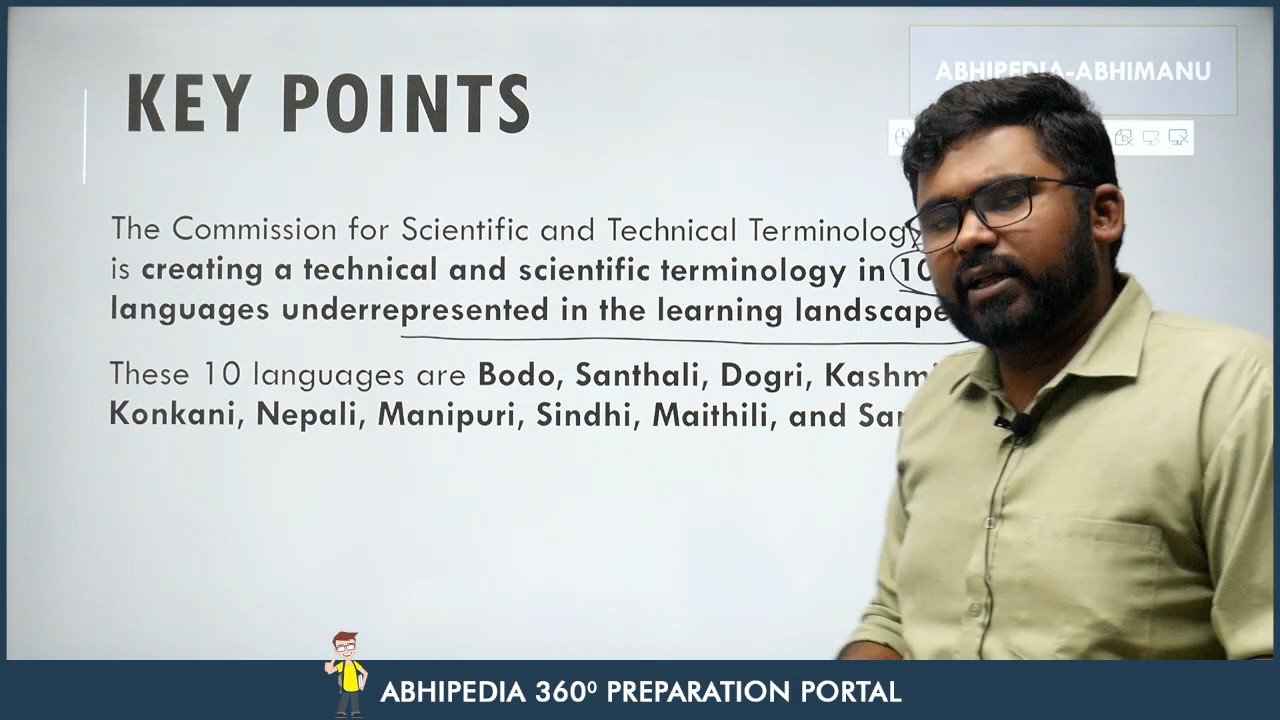 KEY POINTS
ABHIPEDIA-ABHIMANU
The Commission for Scientific and Technical Terminology
is creating a technical and scientific terminology in 10
languages underrepresented in the learning landscape
These 10 languages are Bodo, Santhali, Dogri,
Konkani, Nepali, Manipuri, Sindhi, Maithili, and
ABHIPEDIA 360⁰ PREPARATION PORTAL